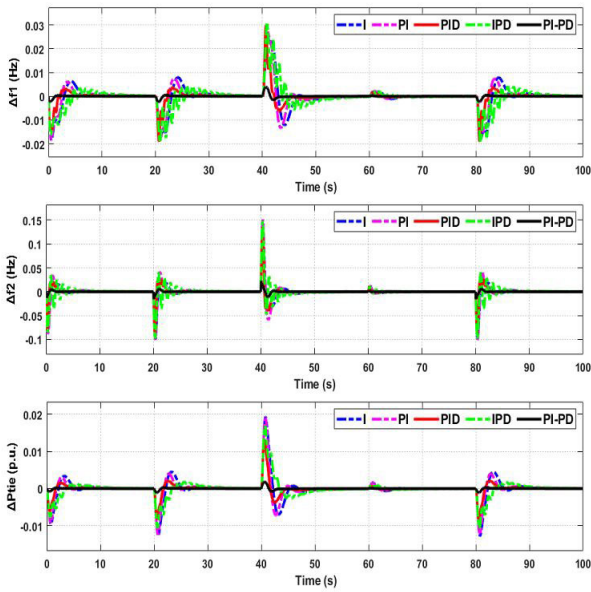 I PI PID IPD PI-PD
0.03
0.02
0.01
0
-0.01
-0.02
Δf1 (Hz)
0 10 20 30 40 50 60 70 80 90 100
Time (s)
I PI PID IPD PI-PD
0.15
0.1
0.05
0
-0.05
-0.1
Δf2 (Hz)
0 10 20 30 40 50 60 70 80 90 100
Time (s)
I PI PID IPD PI-PD
0.02
0.01
0
-0.01
ΔPtie (p.u.)
0 10 20 30 40 50 60 70 80 90 100
Time (s)